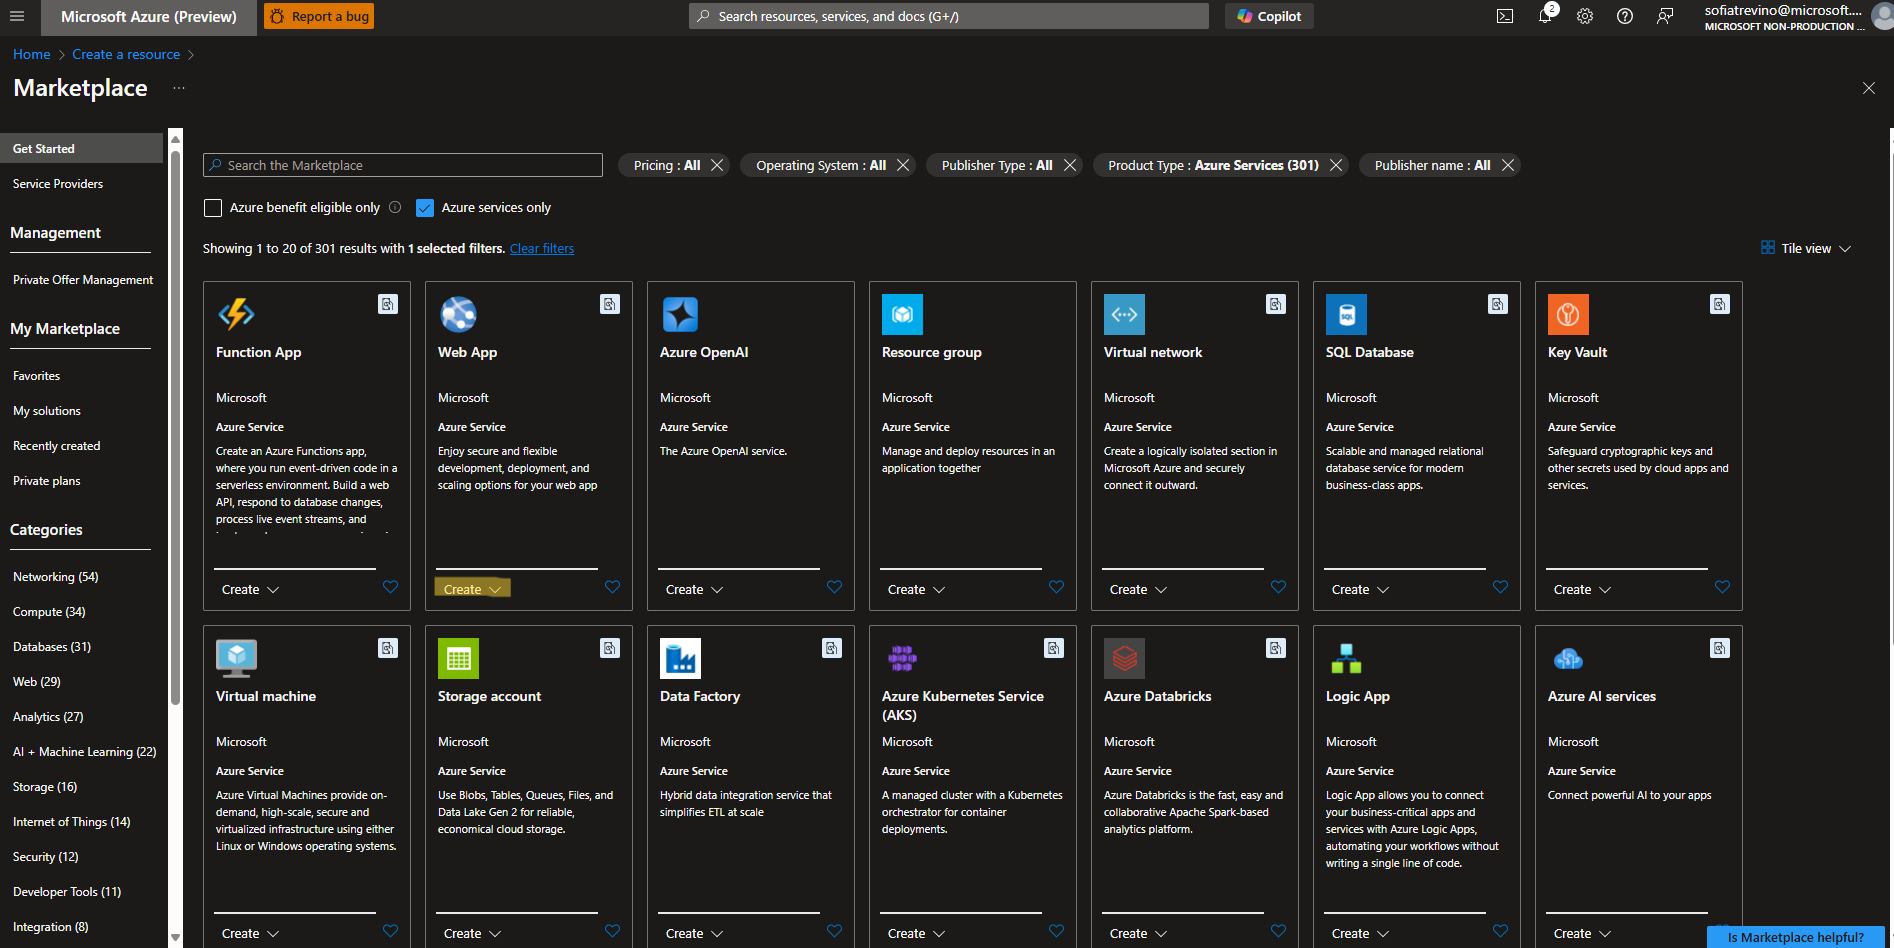 Microsoft Azure (Preview)
Report a bug
Search resources, services, and docs (G+/)
Copilot
2
sofiatrevino@microsoft....
MICROSOFT NON-PRODUCTION ...
Home > Create a resource >
Marketplace ...
Get Started
Service Providers
Management
Private Offer Management
My Marketplace
Favorites
My solutions
Recently created
Private plans
Categories
Networking (54)
Compute (34)
Databases (31)
Web (29)
Analytics (27)
AI + Machine Learning (22)
Storage (16)
Internet of Things (14)
Security (12)
Developer Tools (11)
Integration (8)
Search the Marketplace
Pricing : All
Operating System : All
Publisher Type : All
Product Type : Azure Services (301)
Publisher name : All
Azure benefit eligible only
Azure services only
Showing 1 to 20 of 301 results with 1 selected filters. Clear filters
Tile view
Function App
Microsoft
Azure Service
Create an Azure Functions app,
where you run event-driven code in a
serverless environment. Build a web
API, respond to database changes,
process live event streams, and
Create
Web App
Microsoft
Azure Service
Enjoy secure and flexible
development, deployment, and
scaling options for your web app
Create
Azure OpenAI
Microsoft
Azure Service
The Azure OpenAI service.
Create
Resource group
Microsoft
Azure Service
Manage and deploy resources in an
application together
Create
Virtual network
Microsoft
Azure Service
Create a logically isolated section in
Microsoft Azure and securely
connect it outward.
Create
SQL
SQL Database
Microsoft
Azure Service
Scalable and managed relational
database service for modern
business-class apps.
Create
Key Vault
Microsoft
Azure Service
Safeguard cryptographic keys and
other secrets used by cloud apps and
services.
Create
Virtual machine
Microsoft
Azure Service
Azure Virtual Machines provide on-
demand, high-scale, secure and
virtualized infrastructure using either
Linux or Windows operating systems.
Create
Storage account
Microsoft
Azure Service
Use Blobs, Tables, Queues, Files, and
Data Lake Gen 2 for reliable,
economical cloud storage.
Create
Data Factory
Microsoft
Azure Service
Hybrid data integration service that
simplifies ETL at scale
Create
Azure Kubernetes Service
(AKS)
Microsoft
Azure Service
A managed cluster with a Kubernetes
orchestrator for container
deployments.
Create
Azure Databricks
Microsoft
Azure Service
Azure Databricks is the fast, easy and
collaborative Apache Spark-based
analytics platform.
Create
Logic App
Microsoft
Azure Service
Logic App allows you to connect
your business-critical apps and
services with Azure Logic Apps,
automating your workflows without
writing a single line of code.
Create
Azure AI services
Microsoft
Azure Service
Connect powerful AI to your apps
Create
Is Marketplace helpful?